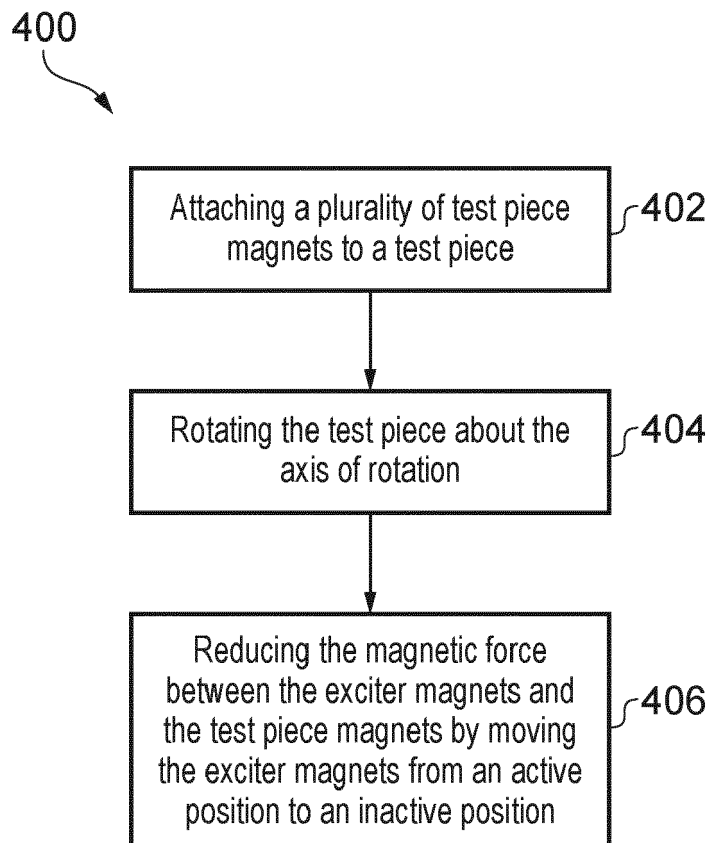 400
Attaching a plurality of test piece
magnets to a test piece
402
Rotating the test piece about the
axis of rotation
404
Reducing the magnetic force
between the exciter magnets and
the test piece magnets by moving
the exciter magnets from an active
position to an inactive position
406